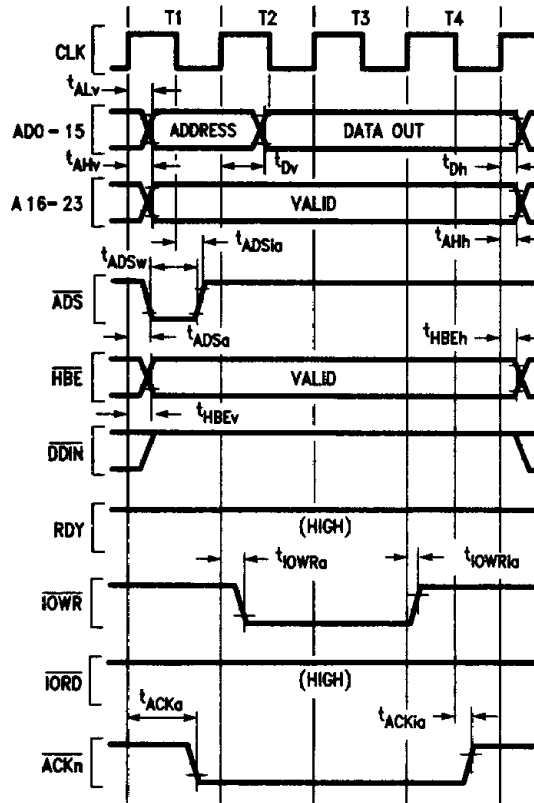 T1 T2 T3 T4
CLK
tALv
AD0-15 ADDRESS DATA OUT
tAHv tDv tDh
A16-23 VALID
tADSw tADSia tAHh
ADS
tADSa tHBEh
HBE VALID
tHBEv
DDIN
RDY (HIGH)
tIOWRa tIOWRia
IOWR
IORD (HIGH)
tACKa tACKia
ACKn